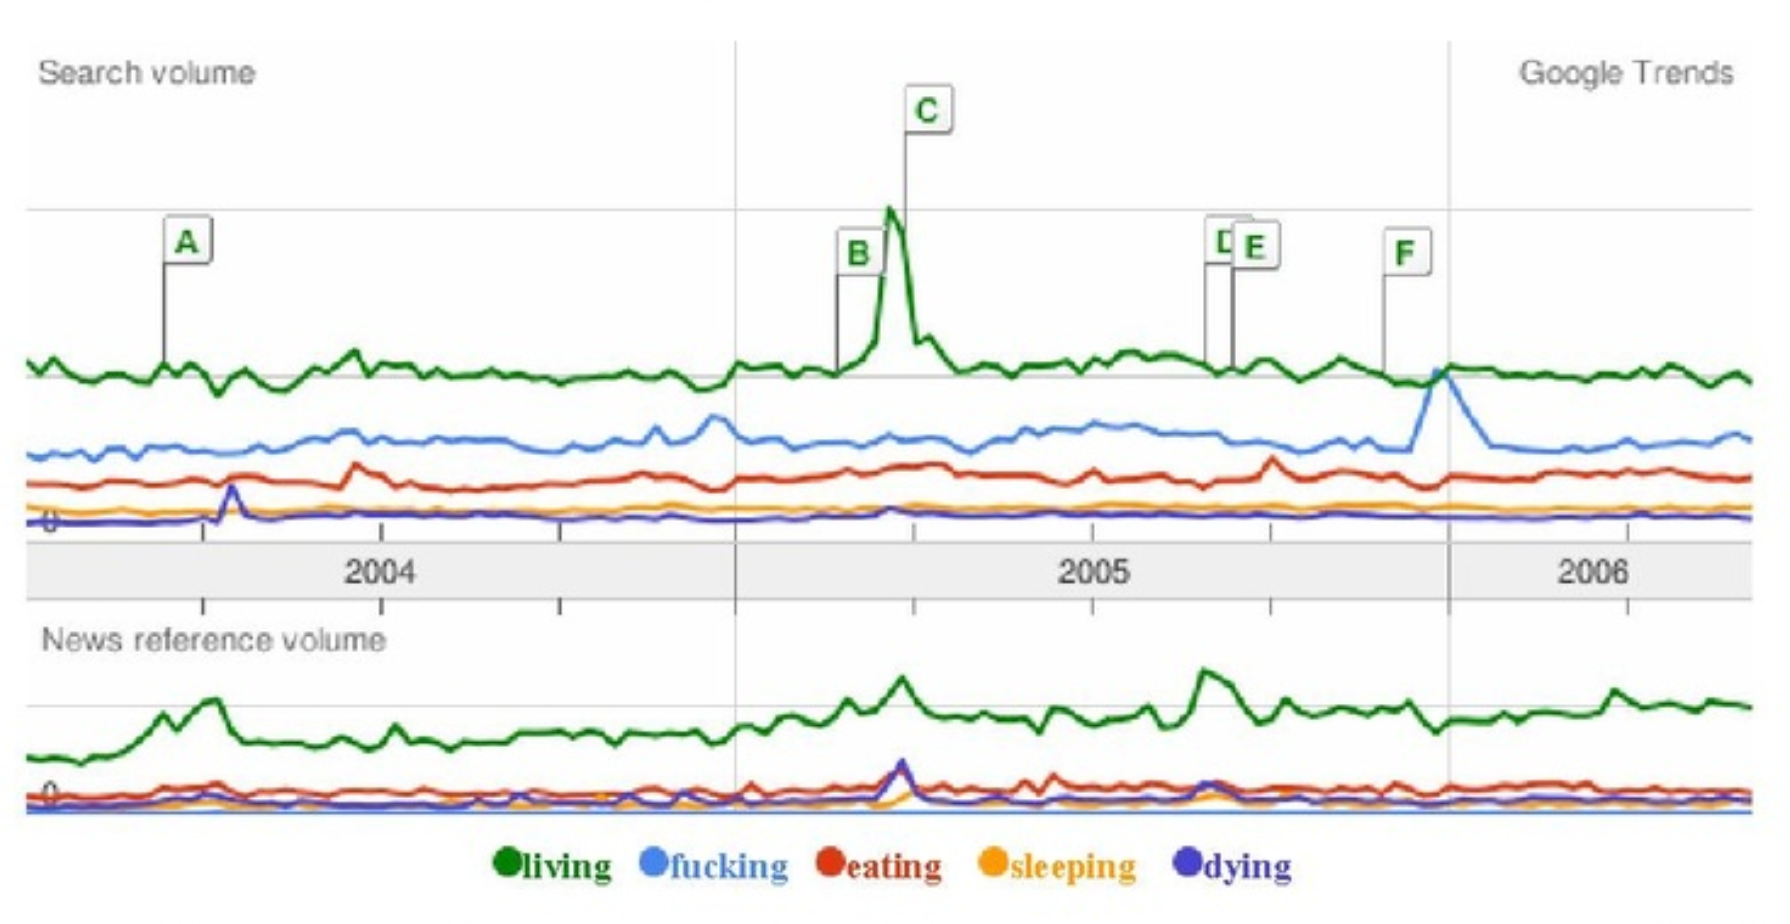 Search volume
Google Trends
C
A
B
D
E
F
0
2004
2005
2006
News reference volume
0
living fucking eating sleeping dying